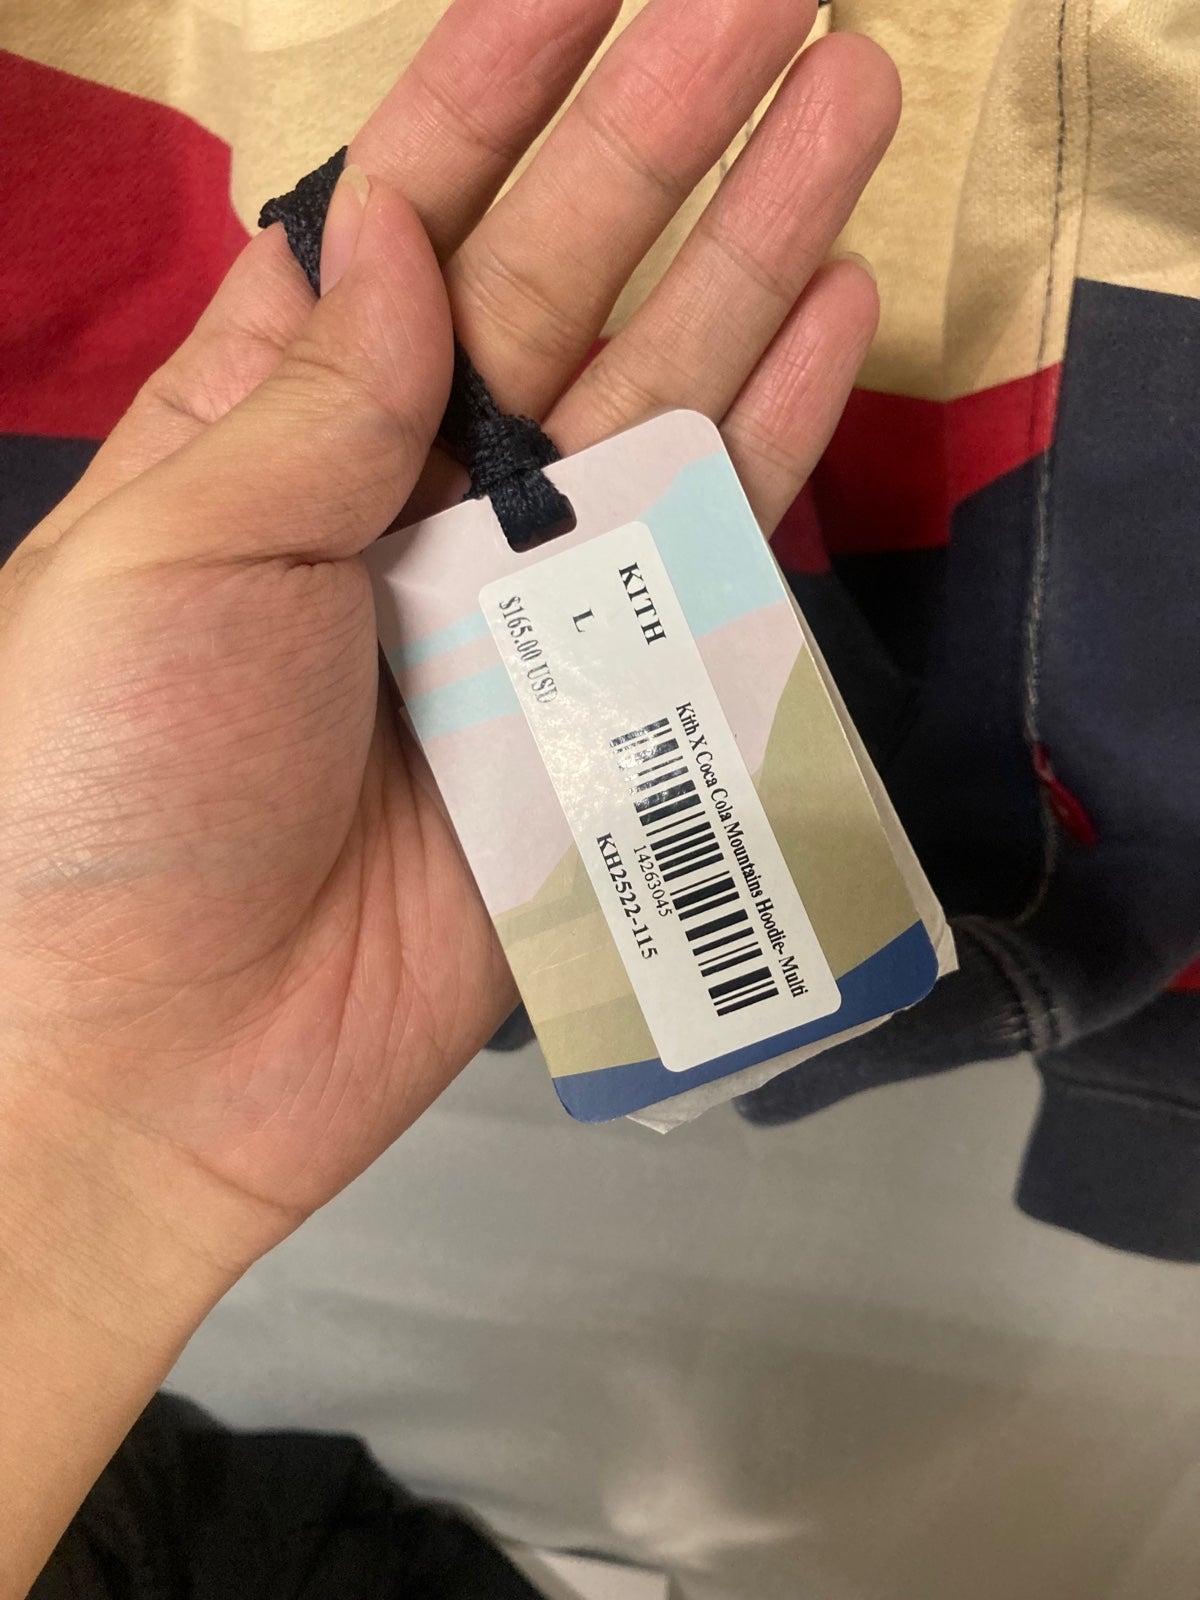 KITH
L
$165.00 USD
Kith X Coca Cola Mountains Hoodie- Multi
14263045
KH2522-115